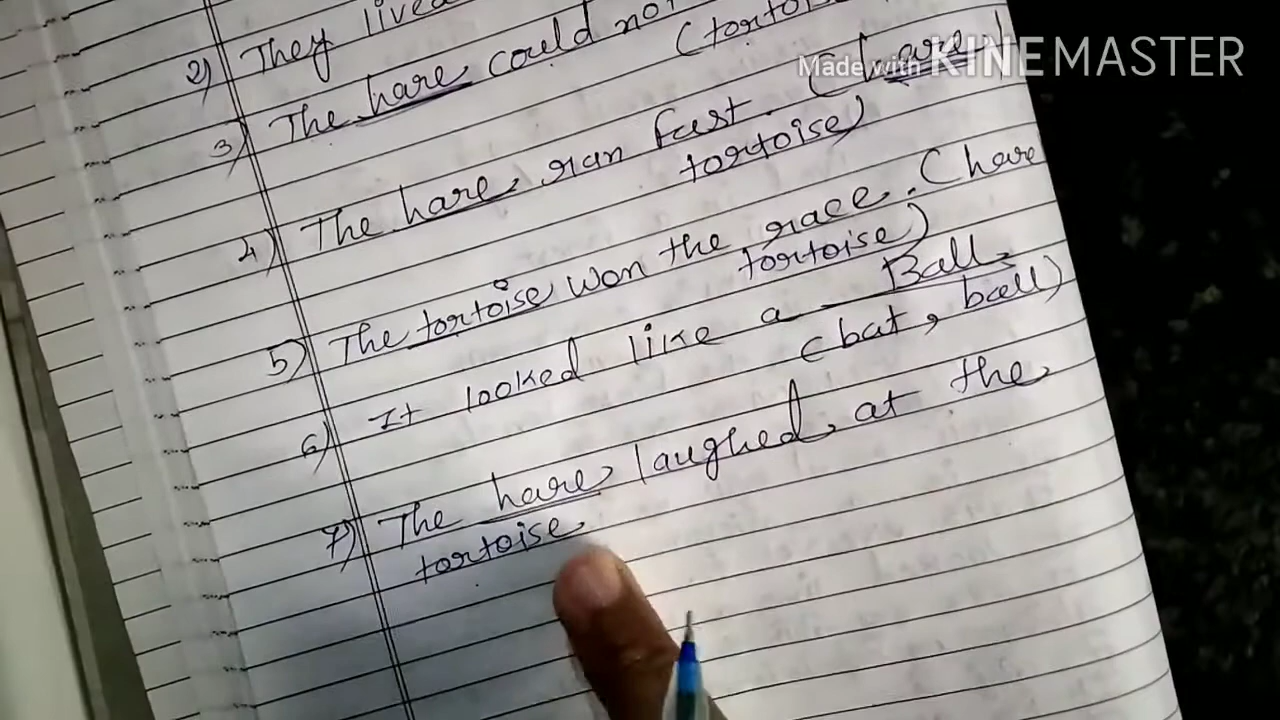 2) They lived
3) The hare could not
(tortoise
Made with KINEMASTER
4) The hare ran fast. (hare
tortoise)
5) The tortoise won the race. (hare
tortoise)
6) It looked like a Ball.
(bat, ball)
7) The hare laughed at the
tortoise.